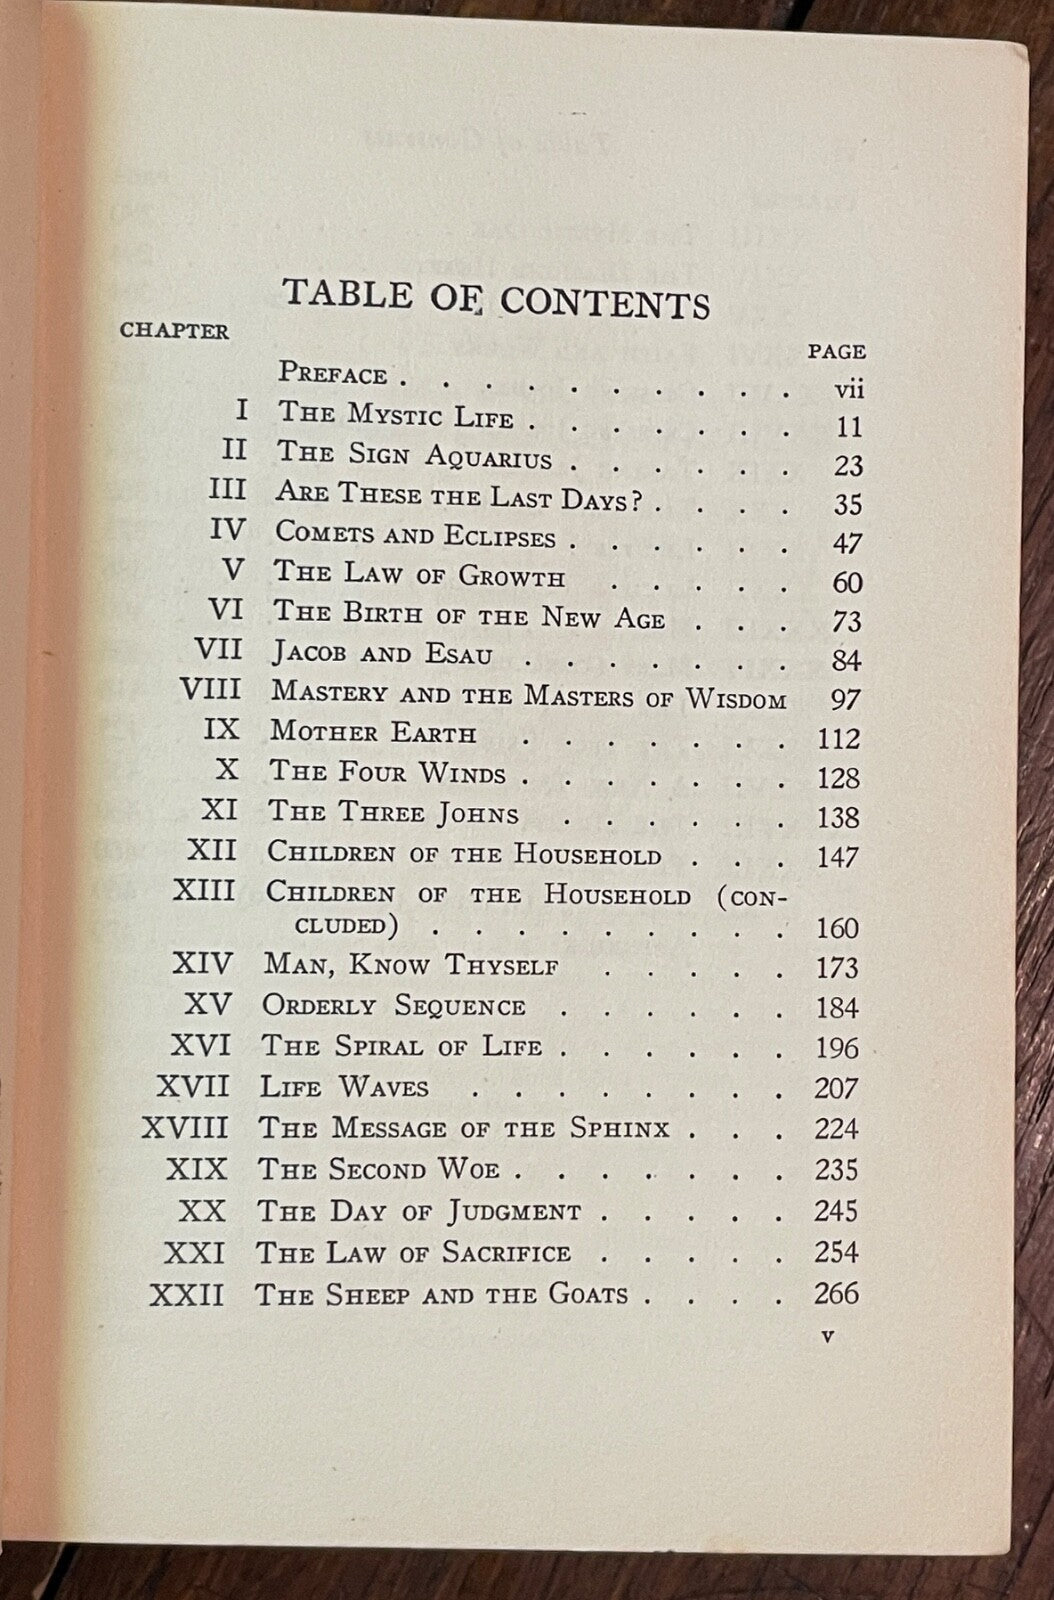 TABLE OF CONTENTS
CHAPTER
PAGE
PREFACE . . . . . . . . . . vii
I THE MYSTIC LIFE . . . . . . . 11
II THE SIGN AQUARIUS . . . . . . 23
III ARE THESE THE LAST DAYS? . . . . 35
IV COMETS AND ECLIPSES . . . . . . 47
V THE LAW OF GROWTH . . . . . 60
VI THE BIRTH OF THE NEW AGE . . . 73
VII JACOB AND ESAU . . . . . . . 84
VIII MASTERY AND THE MASTERS OF WISDOM 97
IX MOTHER EARTH . . . . . . . 112
X THE FOUR WINDS . . . . . . . 128
XI THE THREE JOHNS . . . . . . 138
XII CHILDREN OF THE HOUSEHOLD . . . 147
XIII CHILDREN OF THE HOUSEHOLD (CON-
CLUDED) . . . . . . . . . 160
XIV MAN, KNOW THYSELF . . . . . 173
XV ORDERLY SEQUENCE . . . . . . 184
XVI THE SPIRAL OF LIFE . . . . . . 196
XVII LIFE WAVES . . . . . . . . 207
XVIII THE MESSAGE OF THE SPHINX . . . 224
XIX THE SECOND WOE . . . . . . . 235
XX THE DAY OF JUDGMENT . . . . . 245
XXI THE LAW OF SACRIFICE . . . . . 254
XXII THE SHEEP AND THE GOATS . . . . 266
v